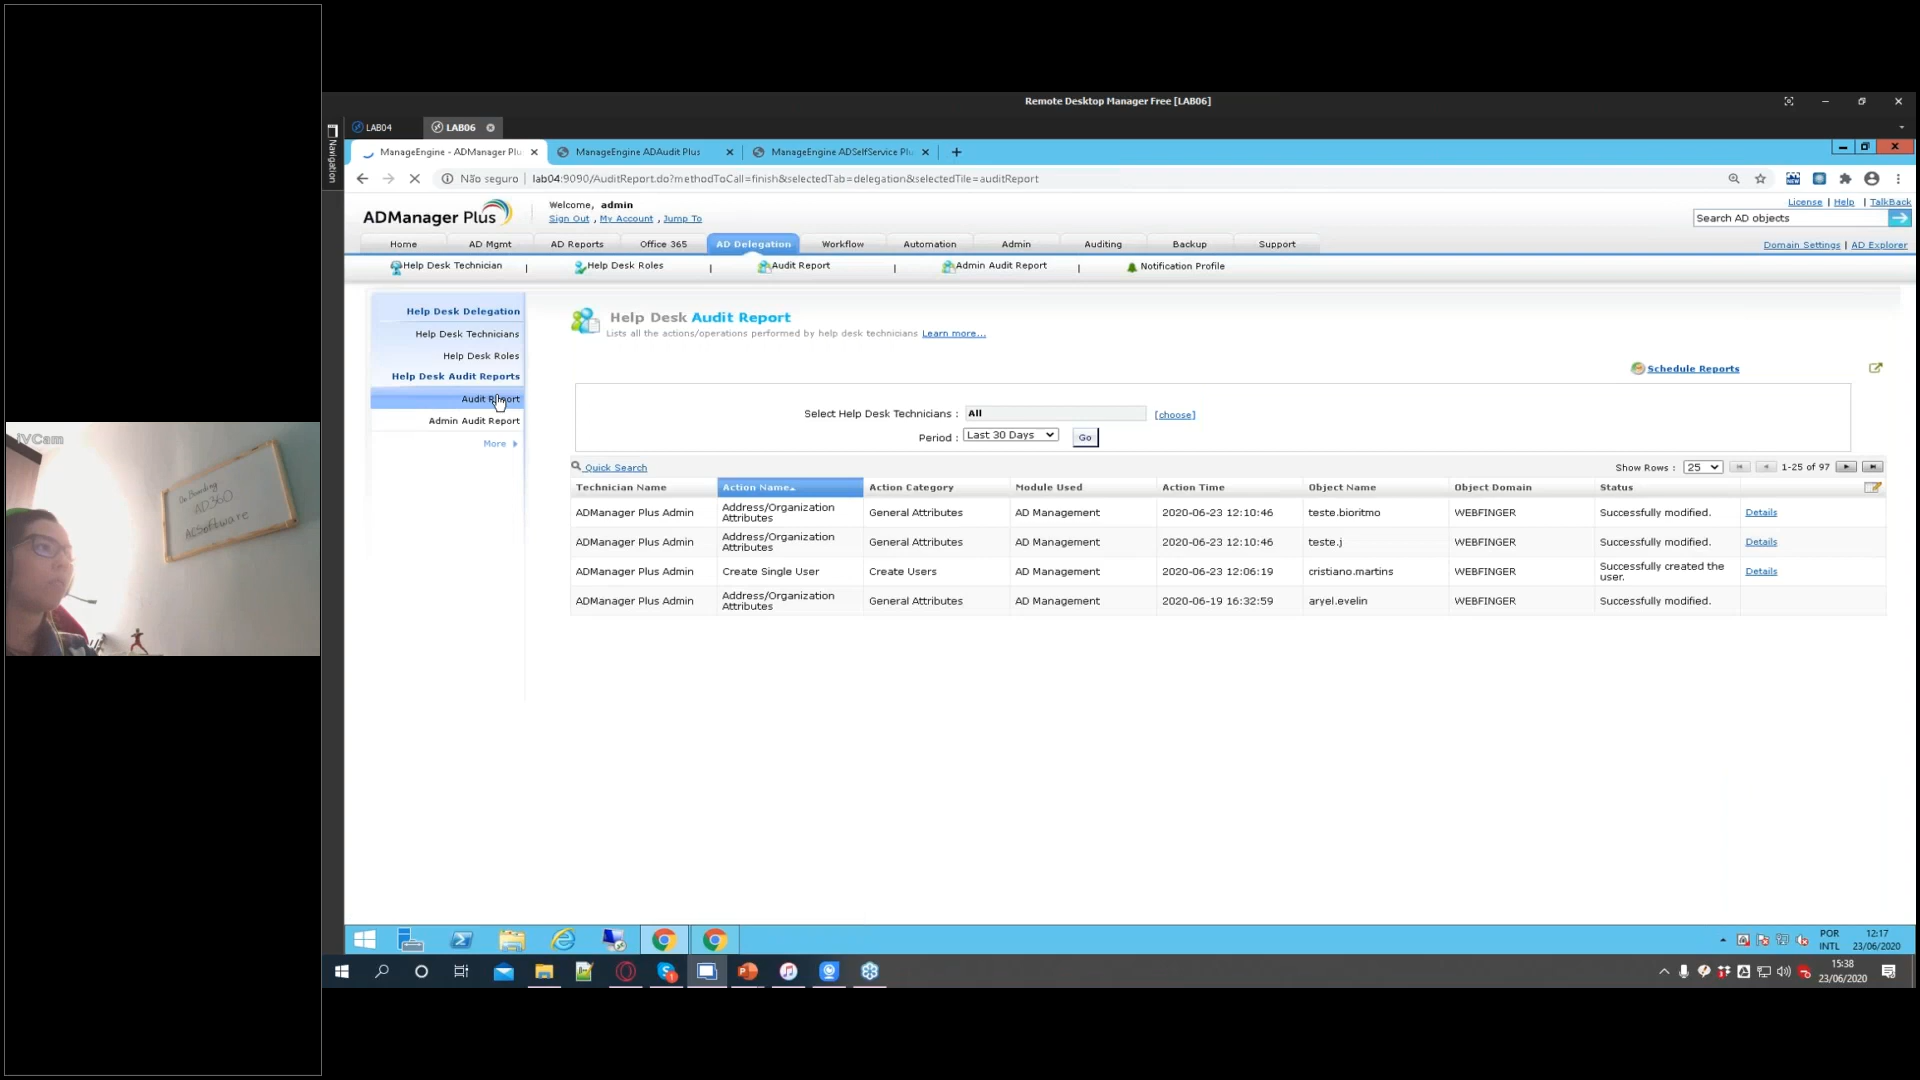 Remote Desktop Manager Free [LAB06]
LAB04
LAB06
Navigation
ManageEngine - ADManager Plu
ManageEngine ADAudit Plus
ManageEngine ADSelfService Plu
Não seguro | lab04:9090/AuditReport.do?methodToCall=finish&selectedTab=delegation&selectedTile=auditReport
ADManager Plus
Welcome, admin
Sign Out , My Account , Jump To
License | Help | TalkBack
Search AD objects
Home AD Mgmt AD Reports Office 365 AD Delegation Workflow Automation Admin Auditing Backup Support
Domain Settings | AD Explorer
Help Desk Technician | Help Desk Roles | Audit Report | Admin Audit Report | Notification Profile
Help Desk Delegation
Help Desk Technicians
Help Desk Roles
Help Desk Audit Reports
Audit Report
Admin Audit Report
More
Help Desk Audit Report
Lists all the actions/operations performed by help desk technicians Learn more...
Schedule Reports
Select Help Desk Technicians : All [choose]
Period : Last 30 Days Go
Quick Search
Show Rows : 25 1-25 of 97
Technician Name Action Name Action Category Module Used Action Time Object Name Object Domain Status
ADManager Plus Admin Address/Organization Attributes General Attributes AD Management 2020-06-23 12:10:46 teste.bioritmo WEBFINGER Successfully modified. Details
ADManager Plus Admin Address/Organization Attributes General Attributes AD Management 2020-06-23 12:10:46 teste.j WEBFINGER Successfully modified. Details
ADManager Plus Admin Create Single User Create Users AD Management 2020-06-23 12:06:19 cristiano.martins WEBFINGER Successfully created the user. Details
ADManager Plus Admin Address/Organization Attributes General Attributes AD Management 2020-06-19 16:32:59 aryel.evelin WEBFINGER Successfully modified.
iVCam
On Boarding
AD360
ACSoftware
POR
INTL
12:17
23/06/2020
15:38
23/06/2020